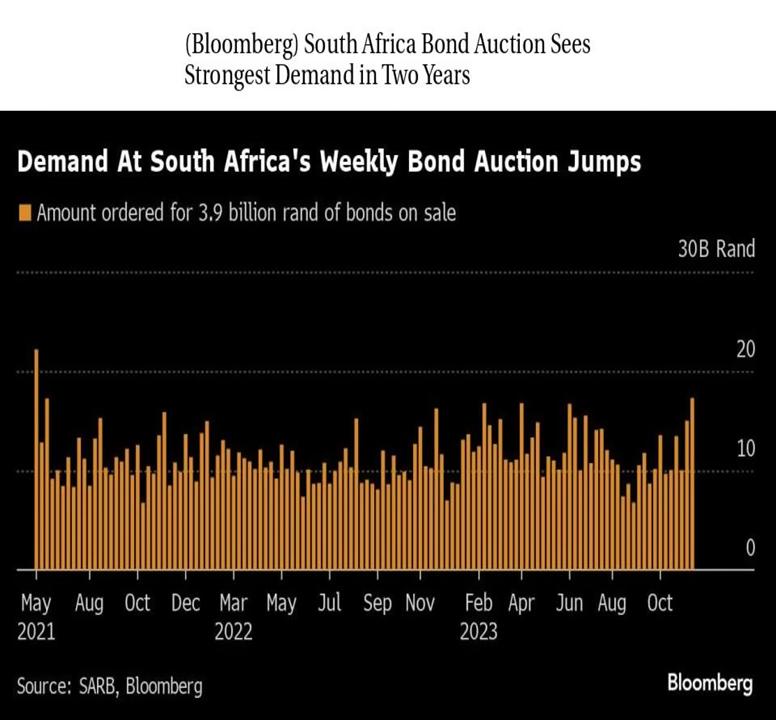 (Bloomberg) South Africa Bond Auction Sees
Strongest Demand in Two Years
Demand At South Africa's Weekly Bond Auction Jumps
Amount ordered for 3.9 billion rand of bonds on sale
30B Rand
20
10
0
May Aug Oct Dec Mar May Jul Sep Nov Feb Apr Jun Aug Oct
2021 2022 2023
Source: SARB, Bloomberg
Bloomberg